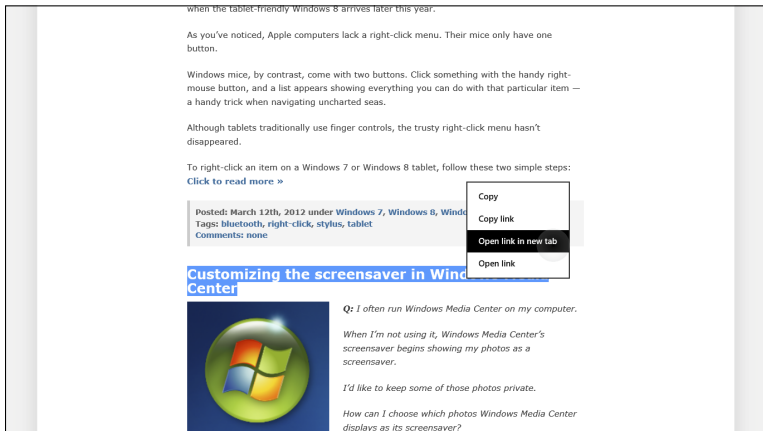 when the tablet-friendly Windows 8 arrives later this year.
As you've noticed, Apple computers lack a right-click menu. Their mice only have one
button.
Windows mice, by contrast, come with two buttons. Click something with the handy right-
mouse button, and a list appears showing everything you can do with that particular item —
a handy trick when navigating uncharted seas.
Although tablets traditionally use finger controls, the trusty right-click menu hasn't
disappeared.
To right-click an item on a Windows 7 or Windows 8 tablet, follow these two simple steps:
Click to read more »
Copy
Copy link
Open link in new tab
Open link
Posted: March 12th, 2012 under Windows 7, Windows 8,
Tags: bluetooth, right-click, stylus, tablet
Comments: none
Customizing the screensaver in
Center
Q: I often run Windows Media Center on my computer.
When I'm not using it, Windows Media Center's
screensaver begins showing my photos as a
screensaver.
I'd like to keep some of those photos private.
How can I choose which photos Windows Media Center
displays as its screensaver?